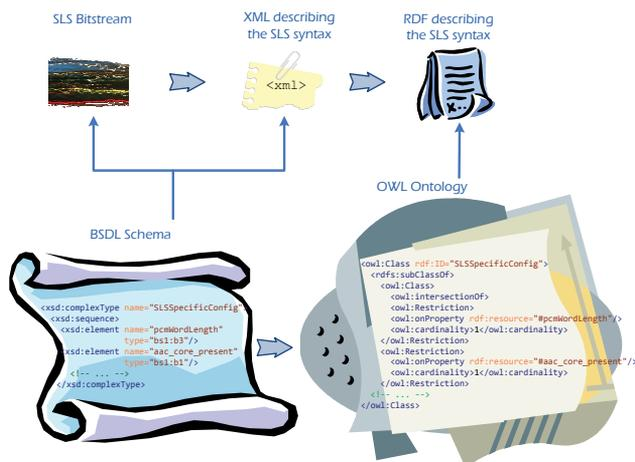 SLS Bitstream
XML describing
the SLS syntax
RDF describing
the SLS syntax
<xml>
x--
OWL Ontology
BSDL Schema
<xsd:complexType name="SLSSpecificConfig">
<xsd:sequence>
<xsd:element name="pcmWordLength"
type="bs1:b3"/>
<xsd:element name="aac_core_present"
type="bs1:b1"/>
<!-- ... -->
</xsd:complexType>
<owl:Class rdf:ID="SLSSpecificConfig">
<rdfs:subClassOf>
<owl:Class>
<owl:intersectionOf>
<owl:Restriction>
<owl:onProperty rdf:resource="#pcmWordLength"/>
<owl:cardinality>1</owl:cardinality>
</owl:Restriction>
<owl:Restriction>
<owl:onProperty rdf:resource="#aac_core_present"/>
<owl:cardinality>1</owl:cardinality>
</owl:Restriction>
<!-- ... -->
</owl:Class>